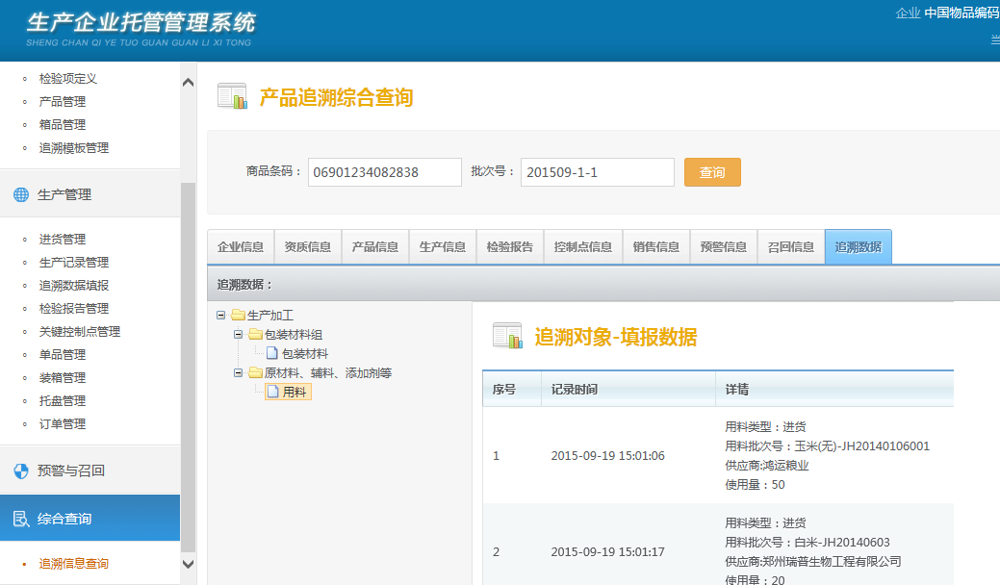 生产企业托管管理系统
SHENG CHAN QI YE TUO GUAN GUAN LI XI TONG
企业 中国物品编码
检验项定义
产品管理
箱品管理
追溯模板管理
生产管理
进货管理
生产记录管理
追溯数据填报
检验报告管理
关键控制点管理
单品管理
装箱管理
托盘管理
订单管理
预警与召回
综合查询
追溯信息查询
产品追溯综合查询
商品条码： 06901234082838 批次号： 201509-1-1 查询
企业信息 资质信息 产品信息 生产信息 检验报告 控制点信息 销售信息 预警信息 召回信息 追溯数据
追溯数据：
生产加工
包装材料组
包装材料
原材料、辅料、添加剂等
用料
追溯对象-填报数据
序号 记录时间 详情
1 2015-09-19 15:01:06
用料类型：进货
用料批次号：玉米(无)-JH20140106001
供应商:鸿运粮业
使用量：50
2 2015-09-19 15:01:17
用料类型：进货
用料批次号：白米-JH20140603
供应商:郑州瑞普生物工程有限公司
使用量：20